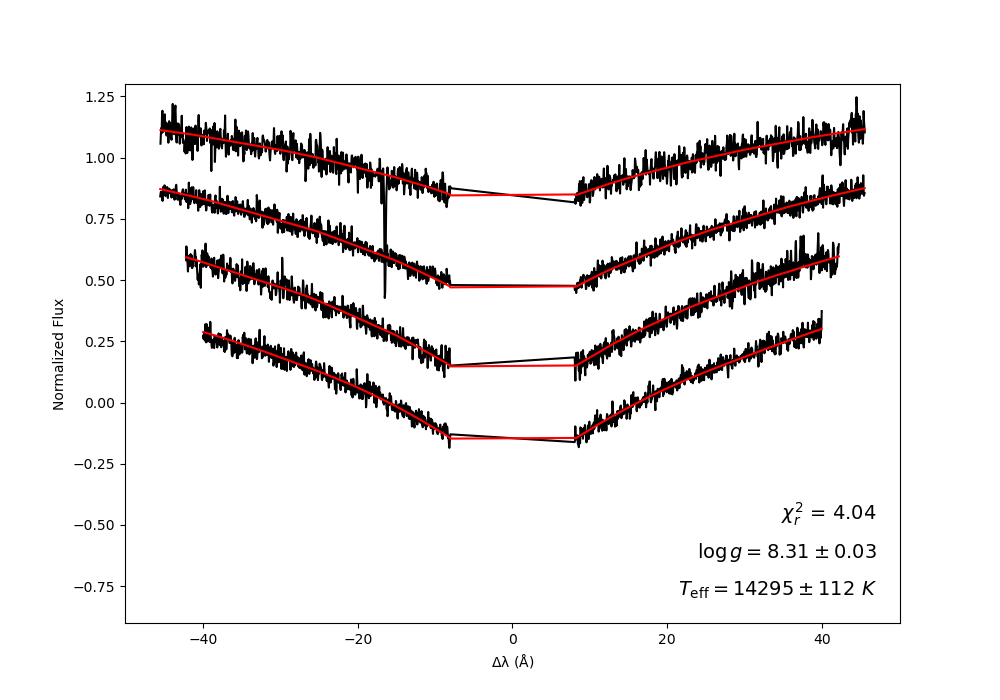 1.25
1.00
0.75
0.50
0.25
0.00
−0.25
−0.50
−0.75
Normalized Flux
χ²ᵣ = 4.04
log g = 8.31 ± 0.03
T_eff = 14295 ± 112 K
−40
−20
0
20
40
Δλ (Å)